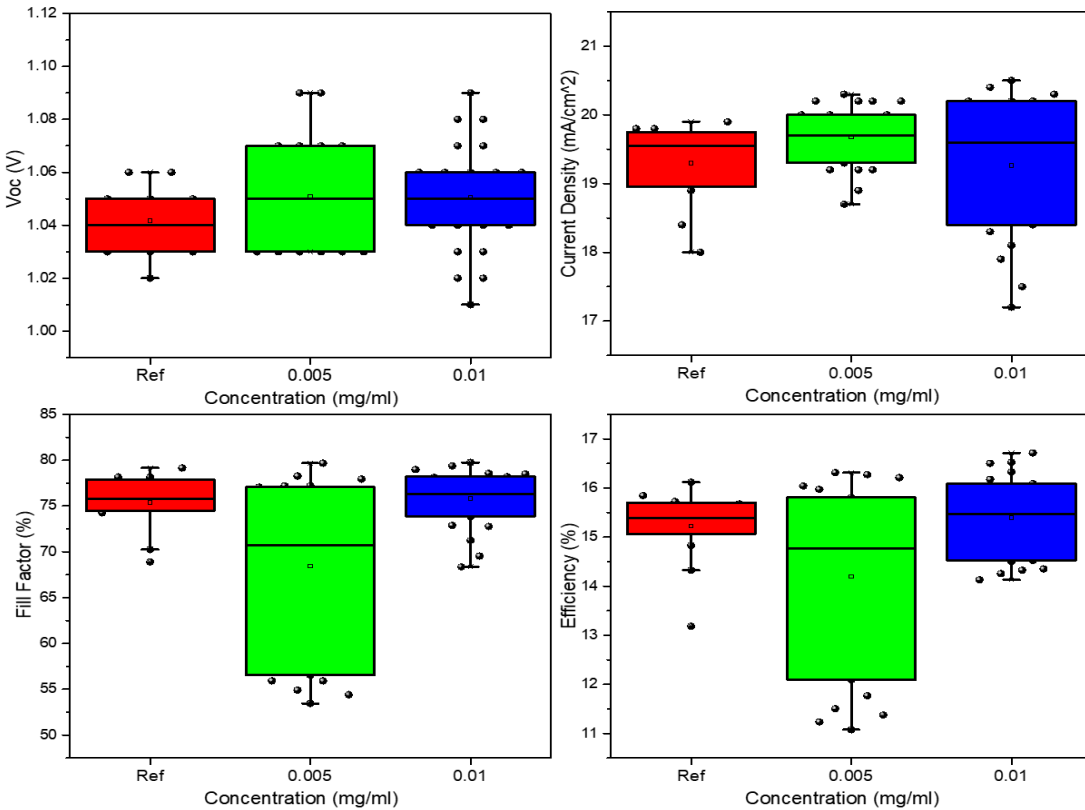 1.12
1.10
1.08
1.06
1.04
1.02
1.00
Voc (V)
Ref
0.005
0.01
Concentration (mg/ml)
21
20
19
18
17
Current Density (mA/cm^2)
Ref
0.005
0.01
Concentration (mg/ml)
85
80
75
70
65
60
55
50
Fill Factor (%)
Ref
0.005
0.01
Concentration (mg/ml)
17
16
15
14
13
12
11
Efficiency (%)
Ref
0.005
0.01
Concentration (mg/ml)